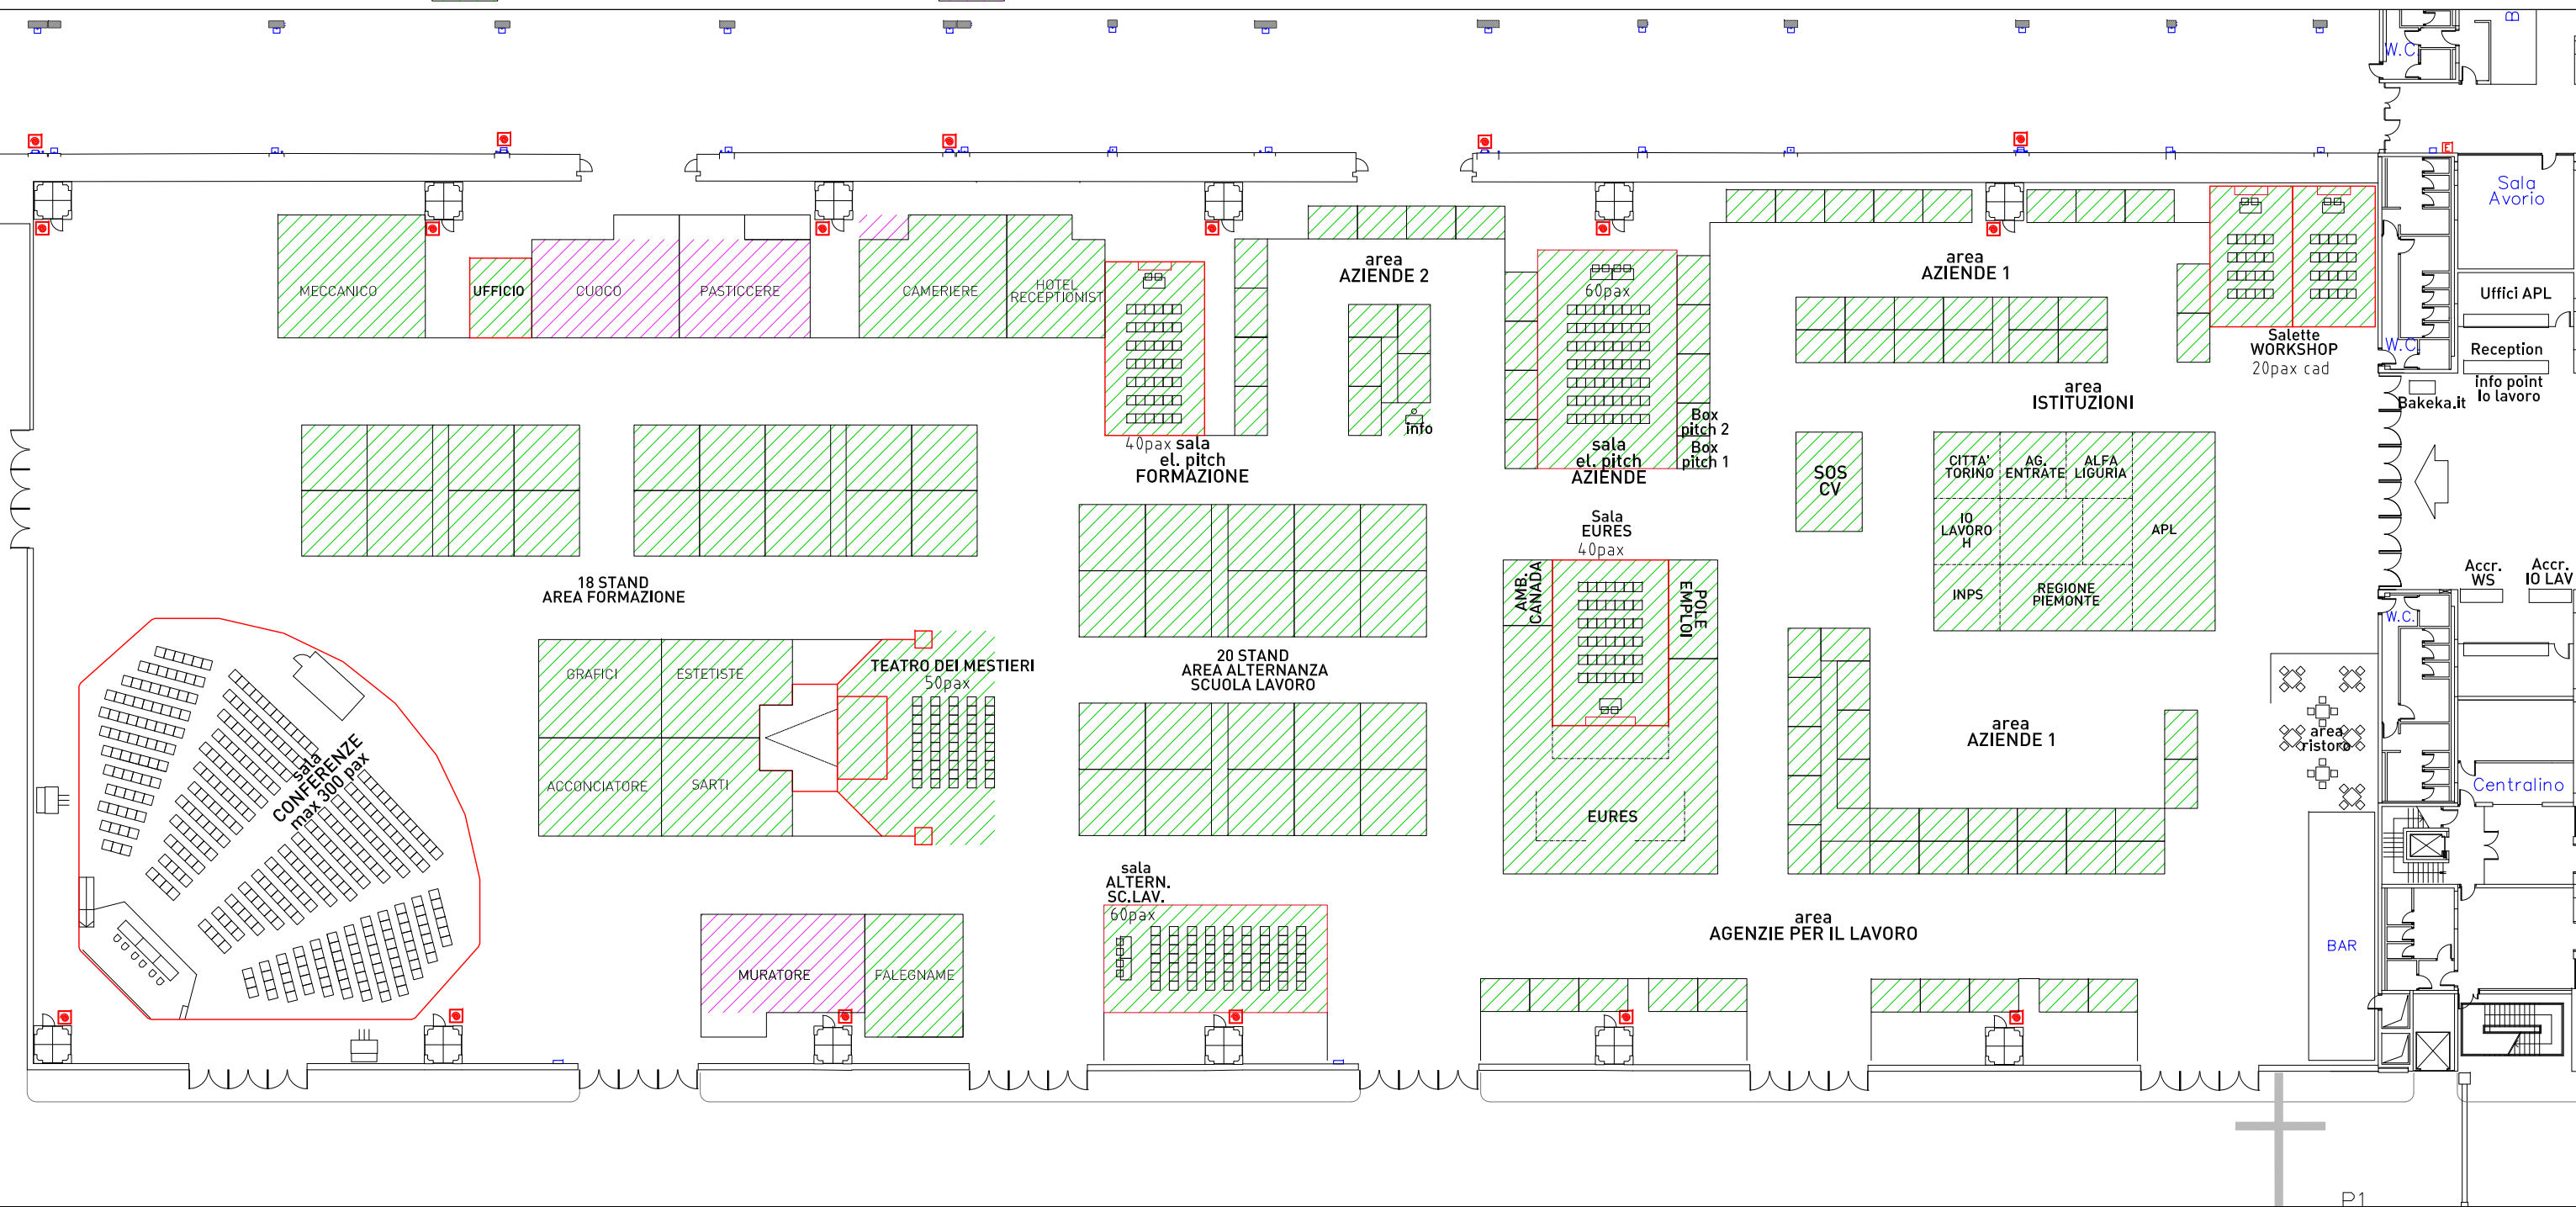 W.C.
B
Sala
Avorio
MECCANICO
UFFICIO
CUOCO
PASTICCERE
CAMERIERE
HOTEL
RECEPTIONIST
area
AZIENDE 2
60pax
area
AZIENDE 1
Uffici APL
Salette
WORKSHOP
20pax cad
W.C.
Reception
info point
Io lavoro
Bakeka.it
area
ISTITUZIONI
info
Box
pitch 2
Box
pitch 1
40pax sala
el. pitch
FORMAZIONE
sala
el. pitch
AZIENDE
SOS
CV
CITTA'
TORINO
AG.
ENTRATE
ALFA
LIGURIA
IO
LAVORO
H
APL
INPS
REGIONE
PIEMONTE
Sala
EURES
40pax
AMB.
CANADA
POLE
EMPLOI
18 STAND
AREA FORMAZIONE
Accr.
WS
Accr.
IO LAV
W.C.
GRAFICI
ESTETISTE
TEATRO DEI MESTIERI
50pax
20 STAND
AREA ALTERNANZA
SCUOLA LAVORO
ACCONCIATORE
SARTI
sala
CONFERENZE
max 300 pax
area
AZIENDE 1
area
ristoro
Centralino
EURES
sala
ALTERN.
SC.LAV.
60pax
area
AGENZIE PER IL LAVORO
MURATORE
FALEGNAME
BAR
P1